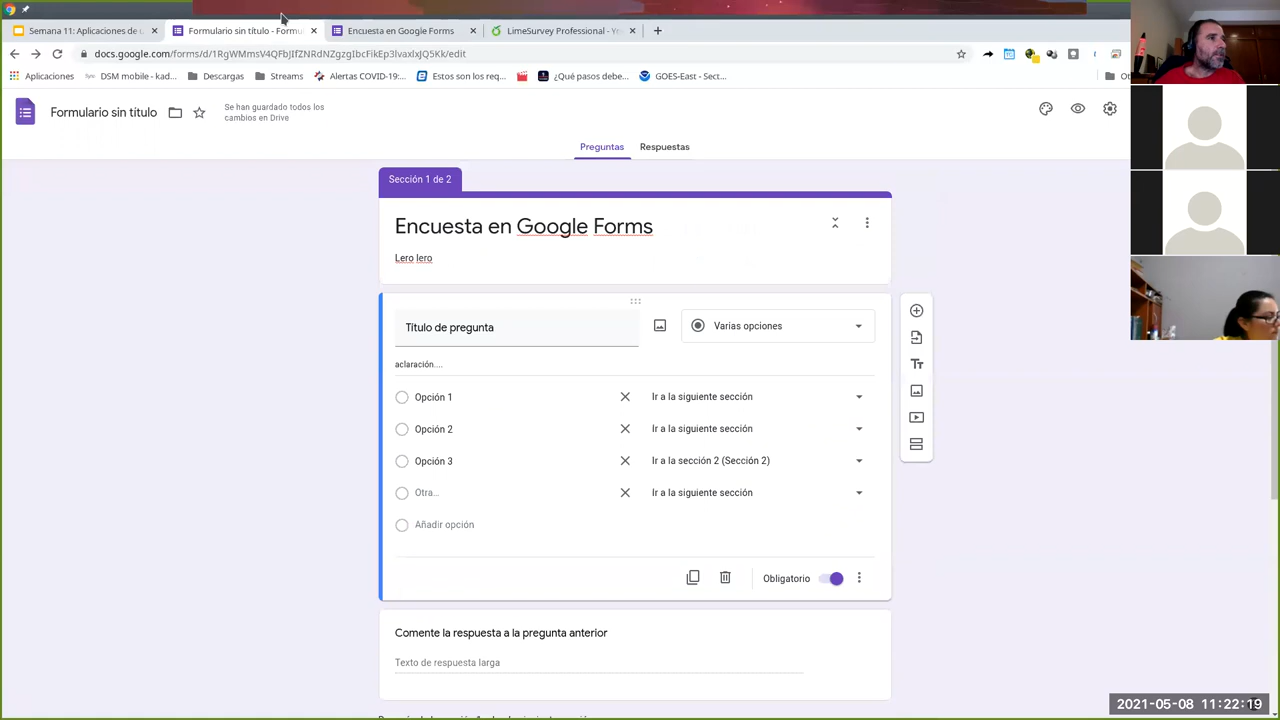 Semana 11: Aplicaciones de u
Formulario sin título - Formu
Encuesta en Google Forms
LimeSurvey Professional - Yo
docs.google.com/forms/d/1RgWMmsV4QFbJIfZNRdNZgzgIbcFikEp3IvaxlxJQ5Kk/edit
Aplicaciones
DSM mobile - kad...
Descargas
Streams
Alertas COVID-19:...
Estos son los req...
¿Qué pasos debe...
GOES-East - Sect...
Formulario sin título
Se han guardado todos los
cambios en Drive
Preguntas
Respuestas
Sección 1 de 2
Encuesta en Google Forms
Lero lero
Título de pregunta
Varias opciones
aclaración....
Opción 1
Ir a la siguiente sección
Opción 2
Ir a la siguiente sección
Opción 3
Ir a la sección 2 (Sección 2)
Otra...
Ir a la siguiente sección
Añadir opción
Obligatorio
Comente la respuesta a la pregunta anterior
Texto de respuesta larga
2021-05-08 11:22:19